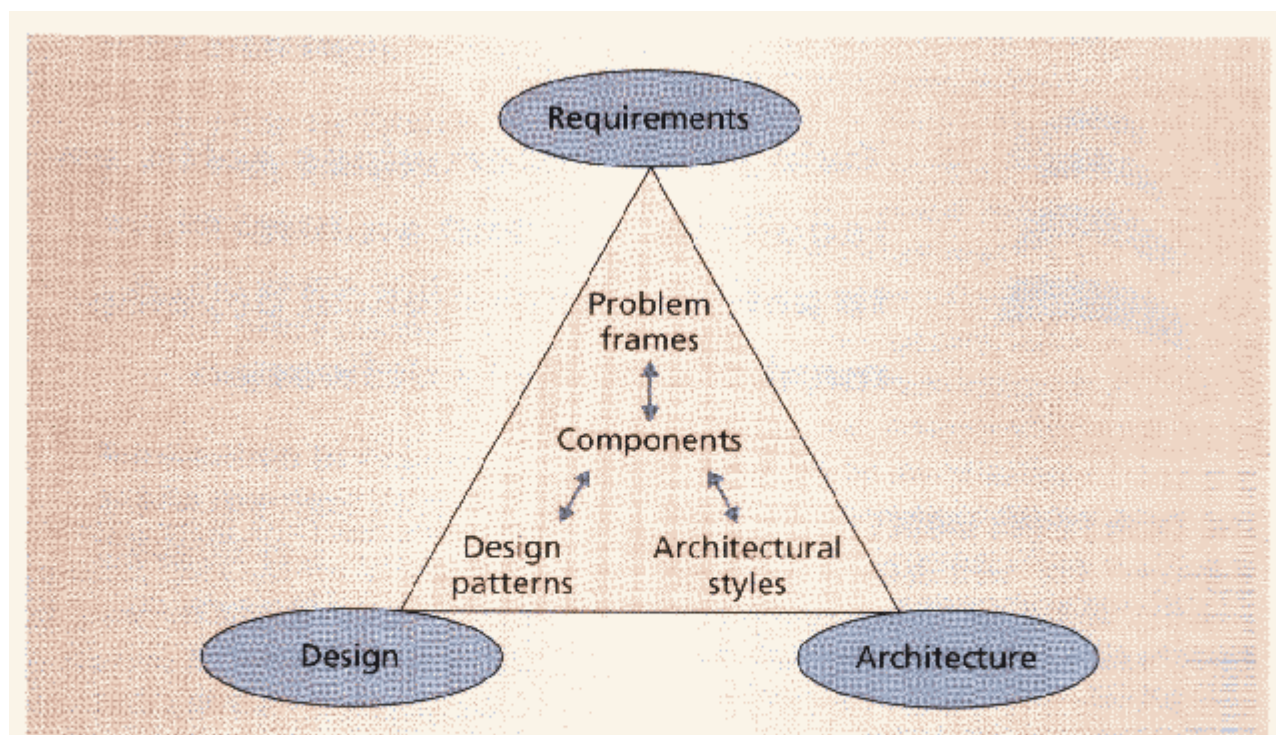 Requirements
Problem
frames
Components
Design
patterns
Architectural
styles
Design
Architecture